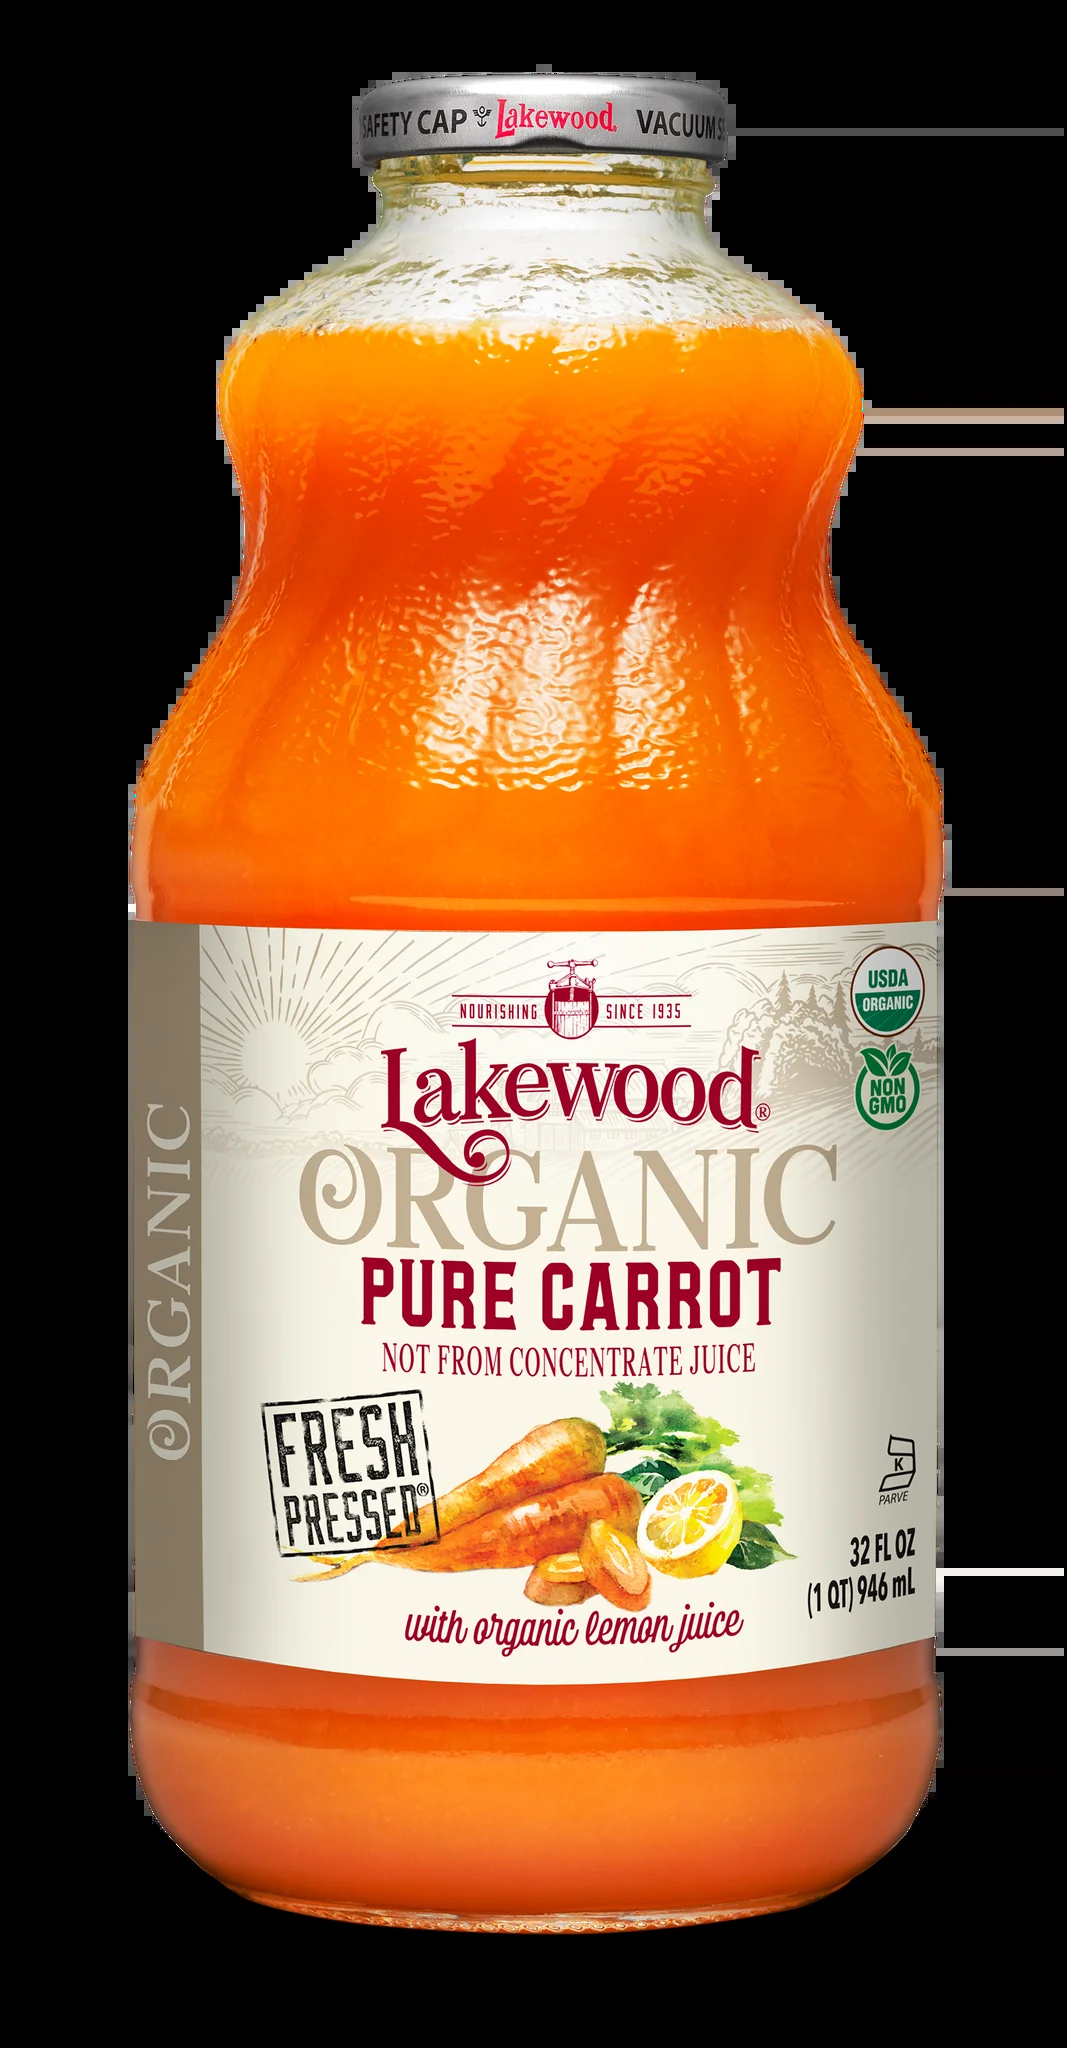 SAFETY CAP Lakewood. VACUUM
NOURISHING SINCE 1935
Lakewood®
ORGANIC
PURE CARROT
NOT FROM CONCENTRATE JUICE
FRESH
PRESSED®
with organic lemon juice
USDA
ORGANIC
NON
GMO
K
PARVE
32 FL OZ
(1 QT) 946 mL
ORGANIC